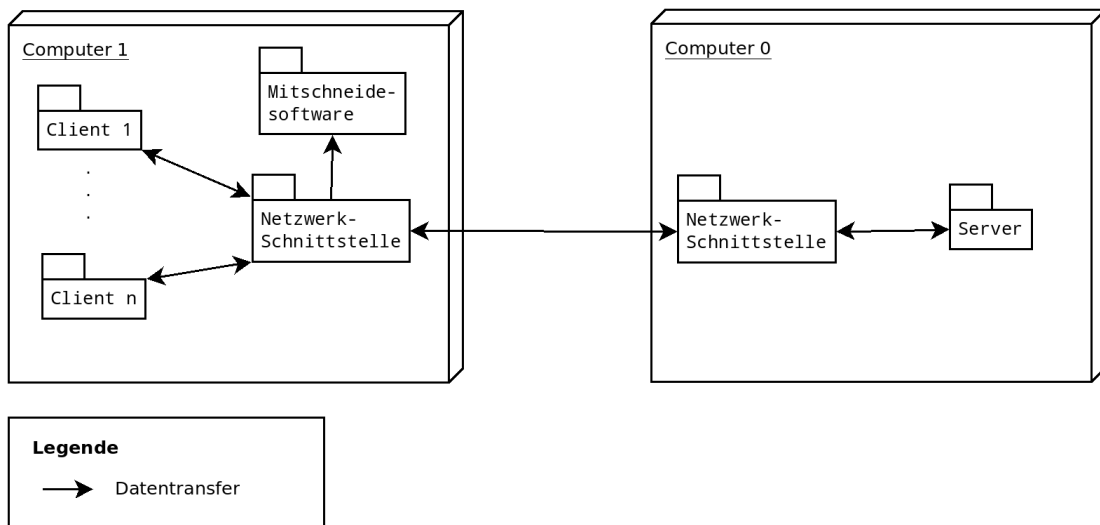 Computer 1
Mitschneide-
software
Client 1
.
.
.
Netzwerk-
Schnittstelle
Client n
Computer 0
Netzwerk-
Schnittstelle
Server
Legende
Datentransfer